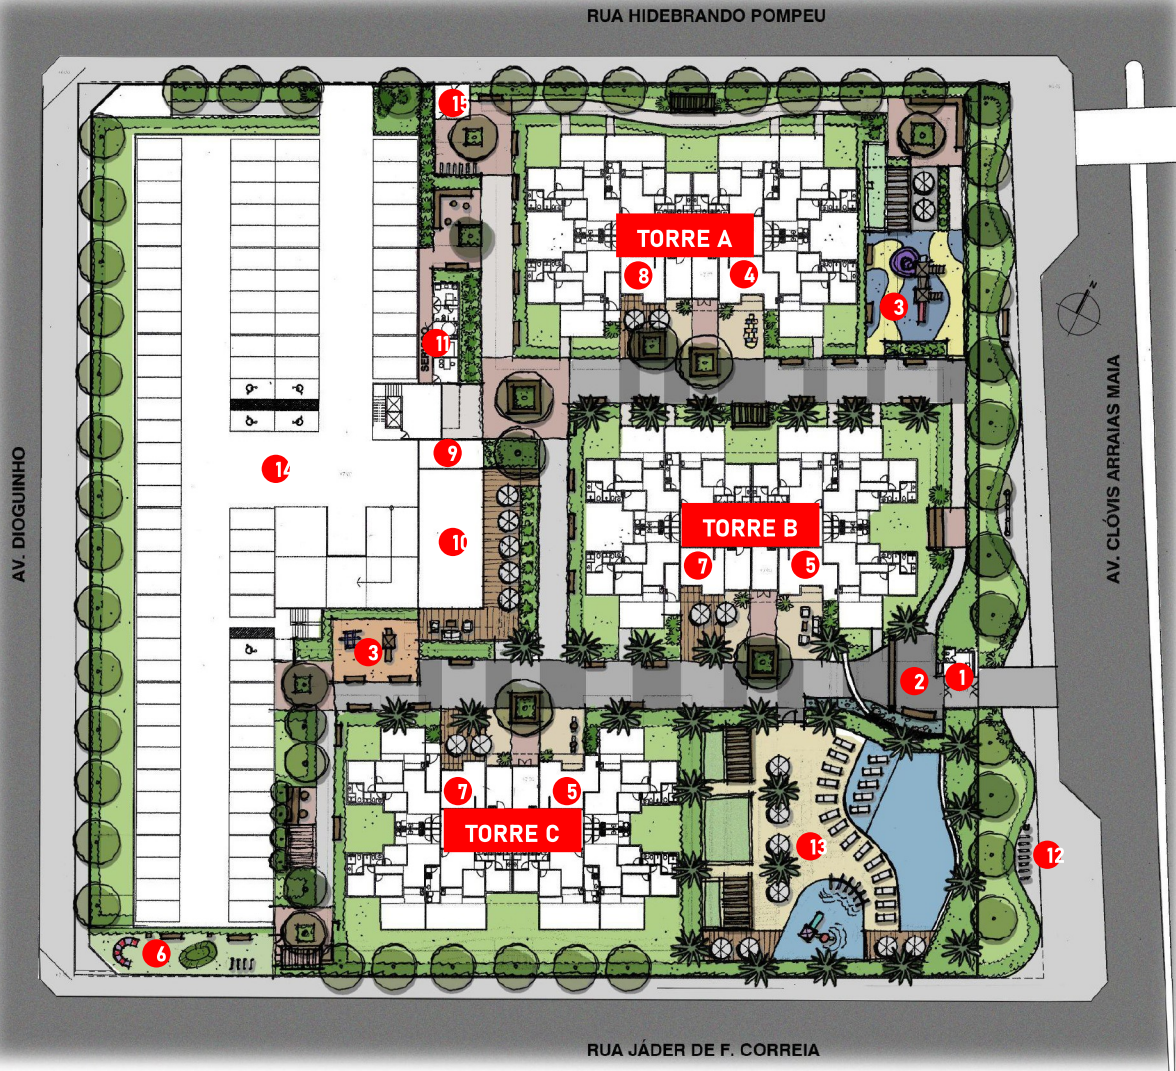 RUA HIDEBRANDO POMPEU
15
TORRE A
8
4
3
N
11
SERVIÇO
AV. CLÓVIS ARRAIAS MAIA
9
14
10
AV. DIOGUINHO
TORRE B
7
5
3
2
1
7
5
TORRE C
13
12
6
RUA JÁDER DE F. CORREIA